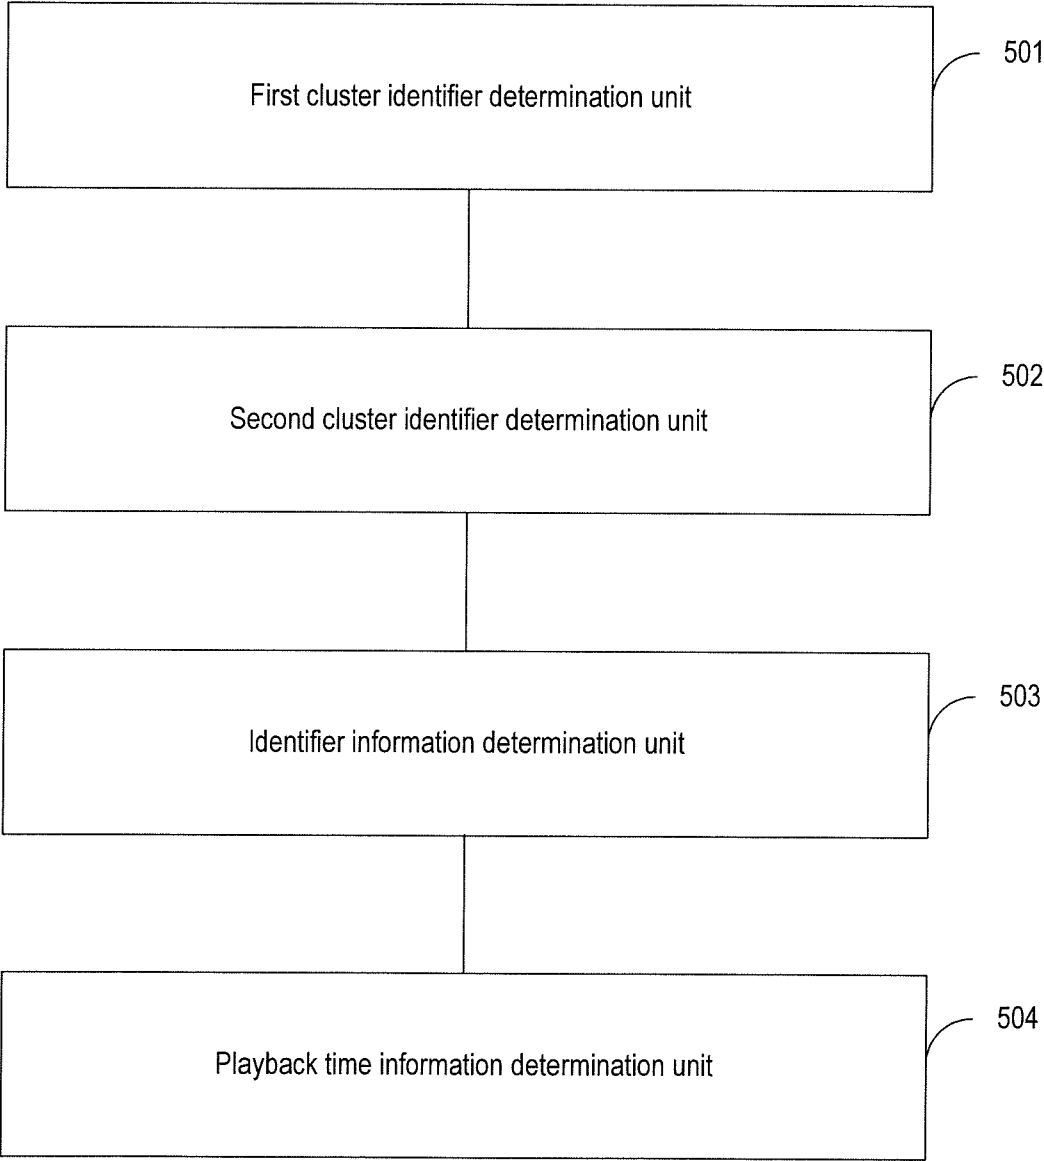 501
First cluster identifier determination unit
502
Second cluster identifier determination unit
503
Identifier information determination unit
504
Playback time information determination unit